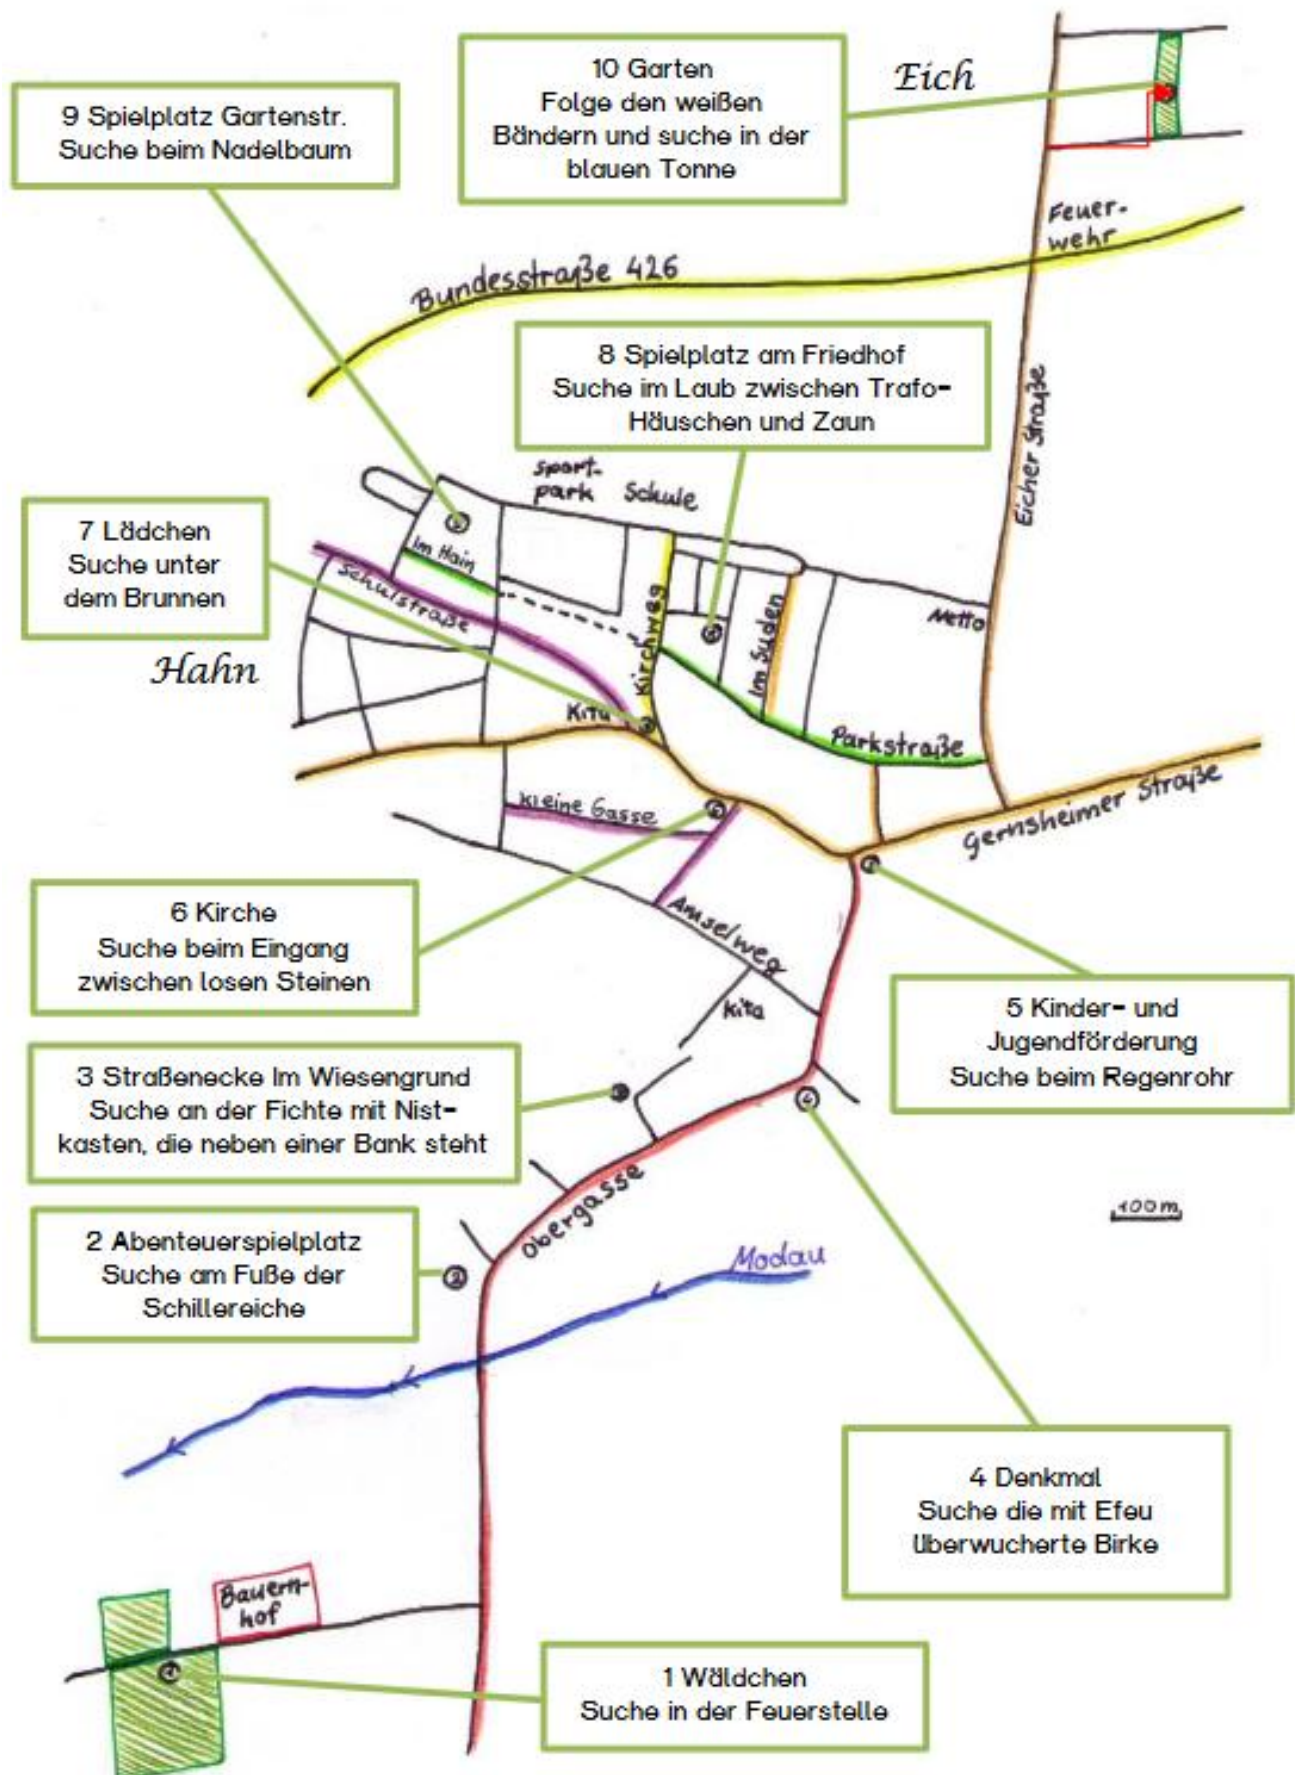 10 Garten
Folge den weißen
Bändern und suche in der
blauen Tonne
Eich
9 Spielplatz Gartenstr.
Suche beim Nadelbaum
Feuer-
wehr
Bundesstraße 426
8 Spielplatz am Friedhof
Suche im Laub zwischen Trafo-
Häuschen und Zaun
Eicher Straße
Sport-
park
Schule
7 Lädchen
Suche unter
dem Brunnen
Im Hain
Schulstraße
Kirchweg
Im Süden
Netto
Hahn
Kita
Parkstraße
Gernsheimer Straße
Kleine Gasse
6 Kirche
Suche beim Eingang
zwischen losen Steinen
Amselweg
Kita
5 Kinder- und
Jugendförderung
Suche beim Regenrohr
3 Straßenecke Im Wiesengrund
Suche an der Fichte mit Nist-
kasten, die neben einer Bank steht
Obergasse
100 m
2 Abenteuerspielplatz
Suche am Fuße der
Schillereiche
2
Modau
4 Denkmal
Suche die mit Efeu
überwucherte Birke
Bauern-
hof
1 Wäldchen
Suche in der Feuerstelle